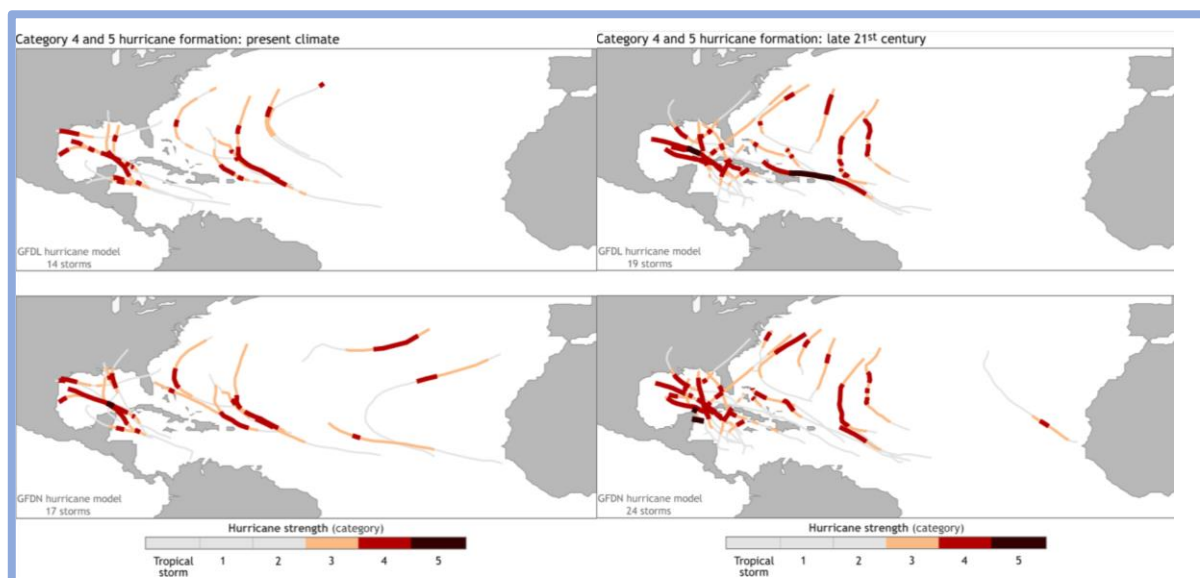 Category 4 and 5 hurricane formation: present climate
Category 4 and 5 hurricane formation: late 21st century
GFDL hurricane model
14 storms
GFDL hurricane model
19 storms
GFDN hurricane model
17 storms
GFDN hurricane model
24 storms
Hurricane strength (category)
Tropical storm 1 2 3 4 5
Hurricane strength (category)
Tropical storm 1 2 3 4 5